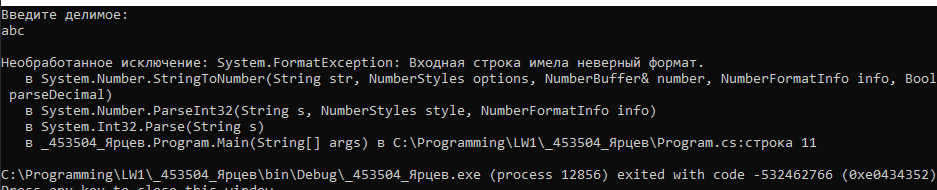 Введите делимое:
abc
Необработанное исключение: System.FormatException: Входная строка имела неверный формат.
в System.Number.StringToNumber(String str, NumberStyles options, NumberBuffer& number, NumberFormatInfo info, Bool
parseDecimal)
в System.Number.ParseInt32(String s, NumberStyles style, NumberFormatInfo info)
в System.Int32.Parse(String s)
в _453504_Ярцев.Program.Main(String[] args) в C:\Programming\LW1\_453504_Ярцев\Program.cs:строка 11
C:\Programming\LW1\_453504_Ярцев\bin\Debug\_453504_Ярцев.exe (process 12856) exited with code -532462766 (0xe0434352)
Press any key to close this window